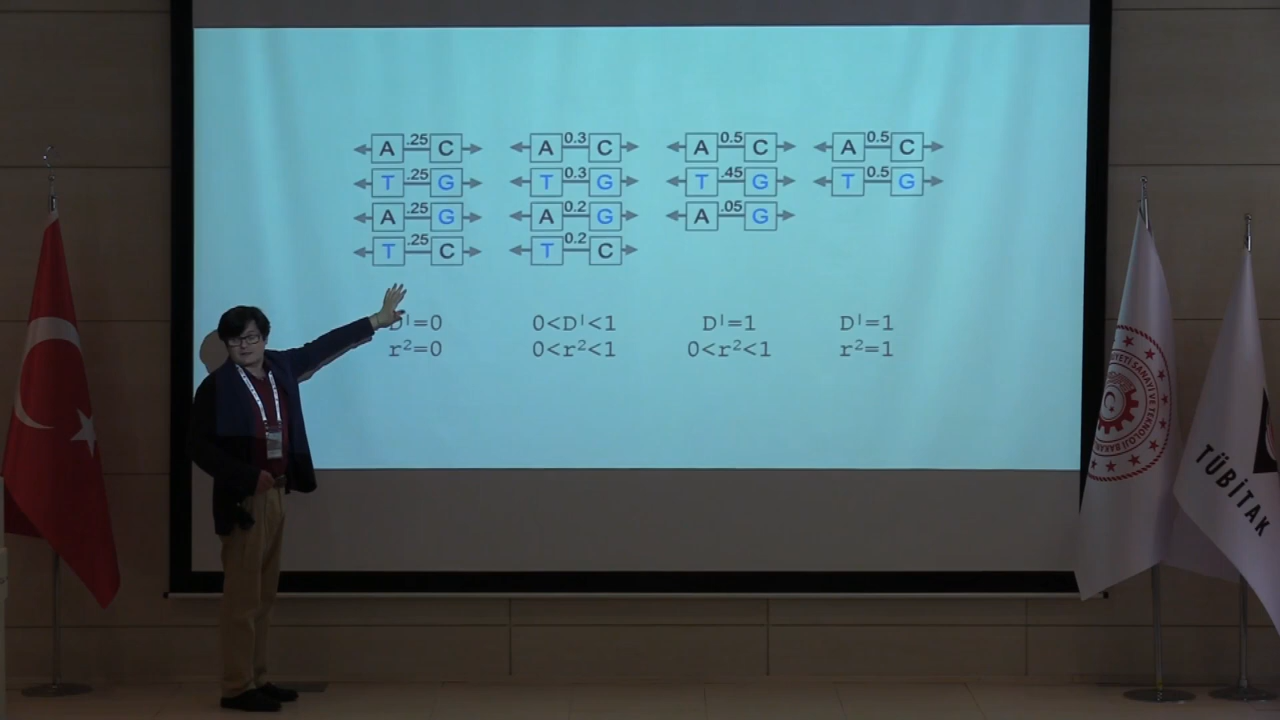 A .25 C A 0.3 C A 0.5 C A 0.5 C
T .25 G T 0.3 G T .45 G T 0.5 G
A .25 G A 0.2 G A .05 G
T .25 C T 0.2 C
D'=0 0<D'<1 D'=1 D'=1
r²=0 0<r²<1 0<r²<1 r²=1
TÜBİTAK